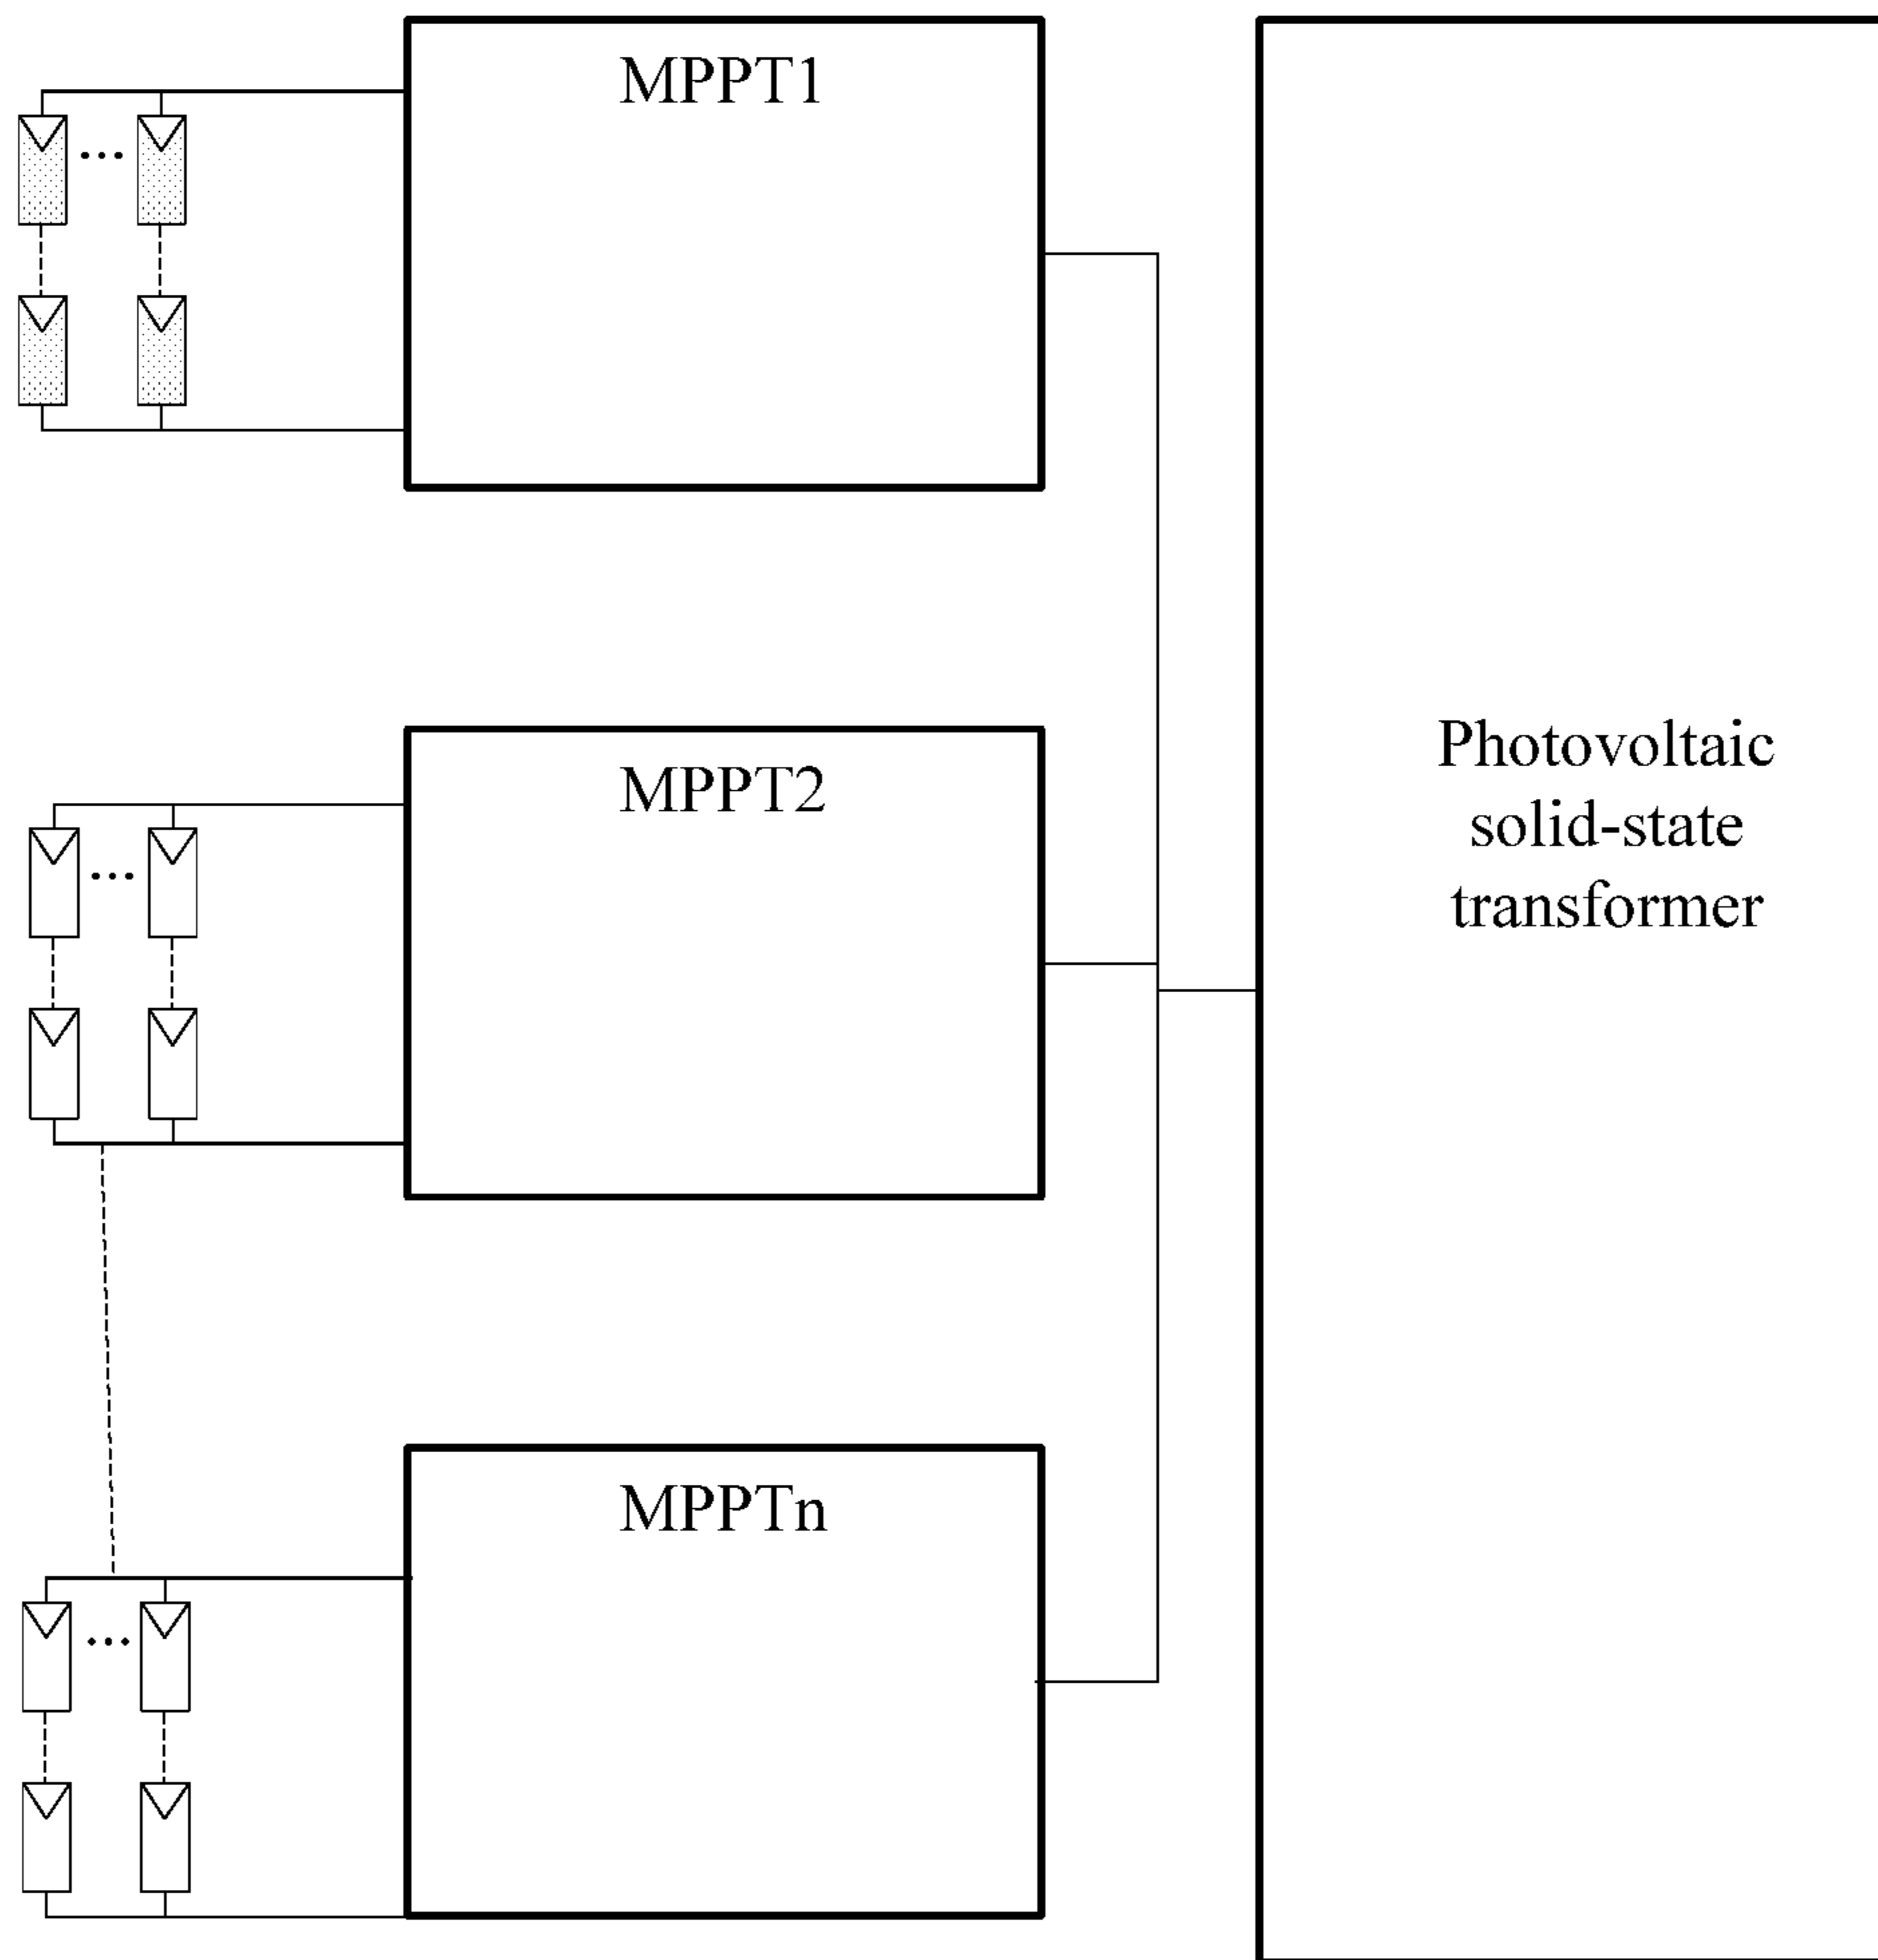 MPPT1
MPPT2
Photovoltaic
solid-state
transformer
MPPTn